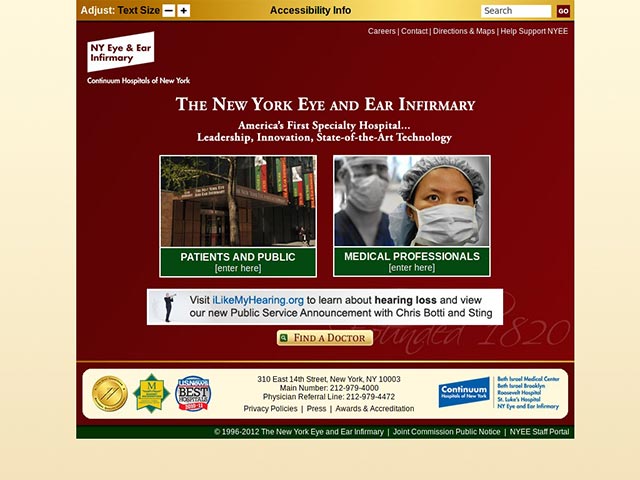 Adjust: Text Size
Accessibility Info
Search
GO
Careers | Contact | Directions & Maps | Help Support NYEE
NY Eye & Ear
Infirmary
Continuum Hospitals of New York
The New York Eye and Ear Infirmary
America's First Specialty Hospital...
Leadership, Innovation, State-of-the-Art Technology
The New York Eye and Ear Infirmary
PATIENTS AND PUBLIC
[enter here]
MEDICAL PROFESSIONALS
[enter here]
Visit iLikeMyHearing.org to learn about hearing loss and view
our new Public Service Announcement with Chris Botti and Sting
Founded 1820
Find a Doctor
310 East 14th Street, New York, NY 10003
Main Number: 212-979-4000
Physician Referral Line: 212-979-4472
Privacy Policies | Press | Awards & Accreditation
U.S. News
BEST
HOSPITALS
Continuum
Hospitals of New York
Beth Israel Medical Center
Beth Israel Brooklyn
Roosevelt Hospital
St. Luke's Hospital
NY Eye and Ear Infirmary
© 1996-2012 The New York Eye and Ear Infirmary | Joint Commission Public Notice | NYEE Staff Portal